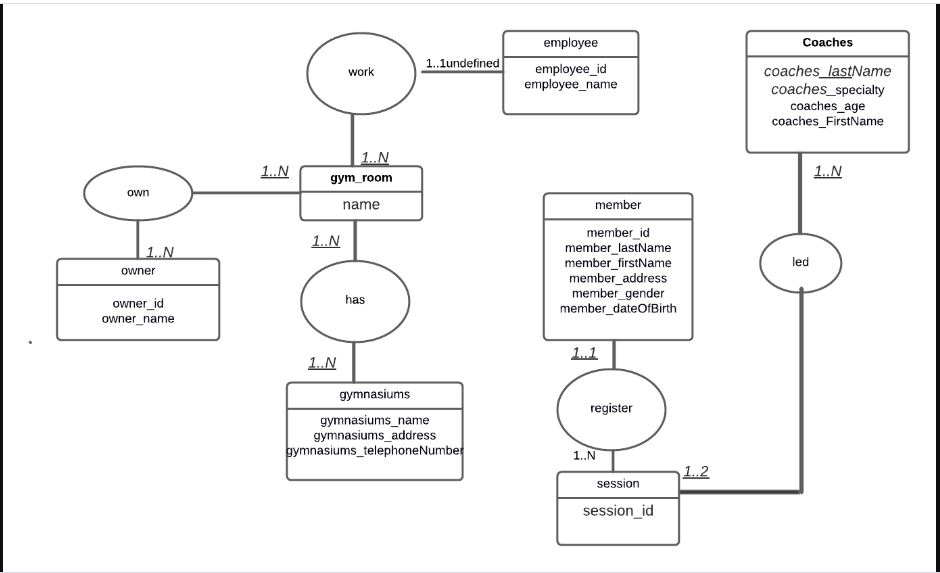 work
1..1undefined
employee
employee_id
employee_name
Coaches
coaches_lastName
coaches_specialty
coaches_age
coaches_FirstName
1..N
own
1..N
1..N
gym_room
name
1..N
owner
owner_id
owner_name
1..N
has
1..N
gymnasiums
gymnasiums_name
gymnasiums_address
gymnasiums_telephoneNumber
member
member_id
member_lastName
member_firstName
member_address
member_gender
member_dateOfBirth
1..1
register
1..N
session
session_id
1..2
led
1..N